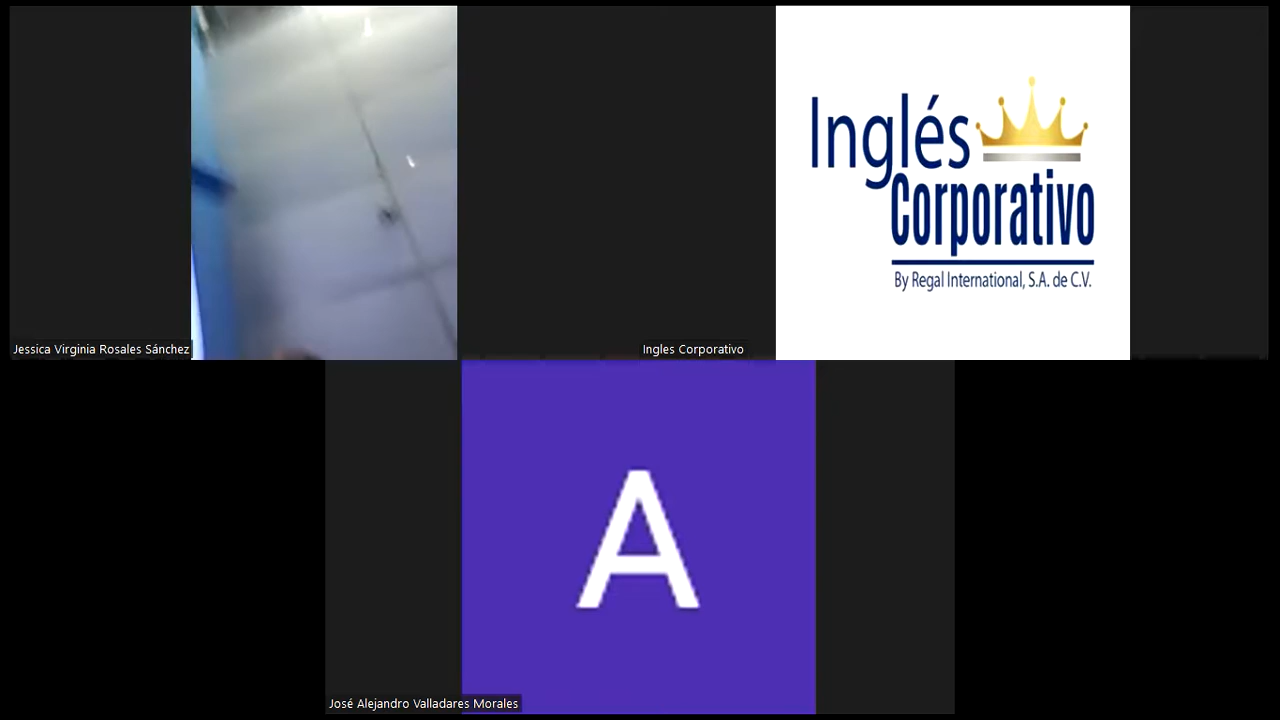 Inglés
Corporativo
By Regal International, S.A. de C.V.
Jessica Virginia Rosales Sánchez
Ingles Corporativo
A
José Alejandro Valladares Morales